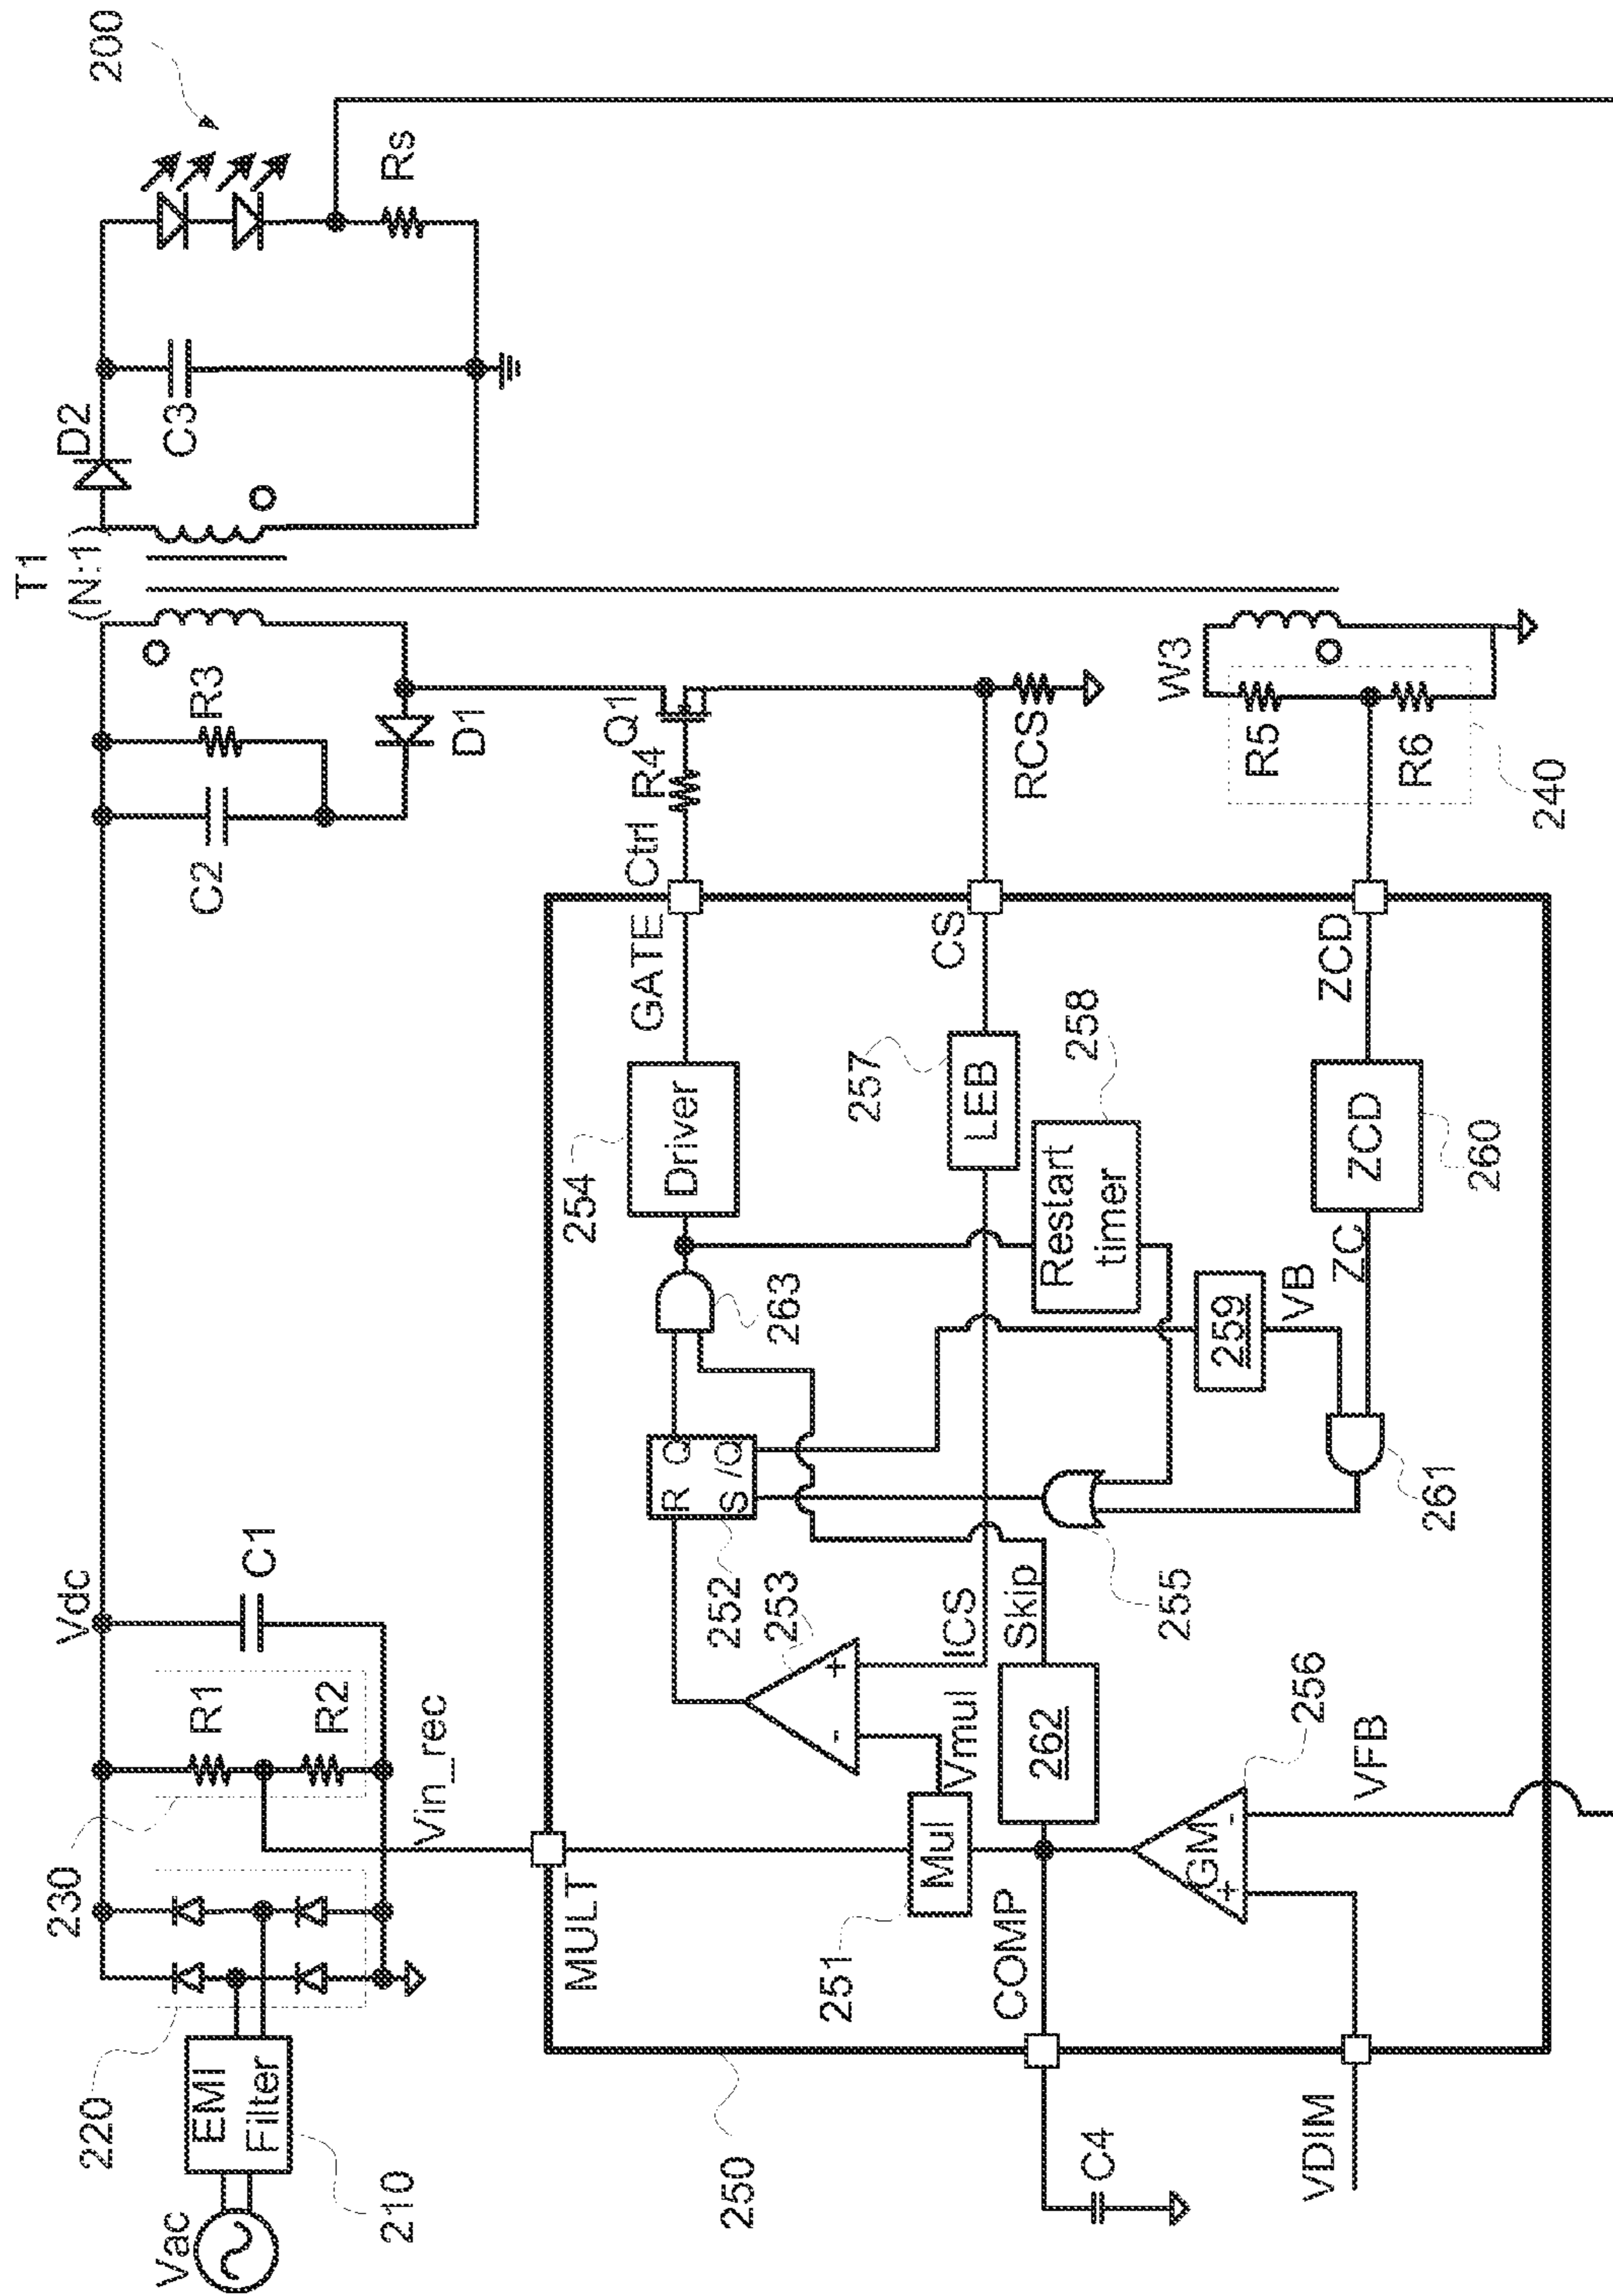 200
T1
(N:1)
D2
C3
Rs
R3
C2
D1
Q1
R4
Ctrl
RCS
W3
R5
R6
240
Vdc
C1
R1
R2
230
220
Vin_rec
EMI
Filter
Vac
210
250
MULT
GATE
254
Driver
CS
257
LEB
258
Restart
timer
ZCD
ZCD
260
ZC
263
259
VB
261
R Q
S /Q
252
253
+
-
ICS
Skip
255
Vmul
262
256
VFB
Mul
251
COMP
GM
+
-
C4
VDIM